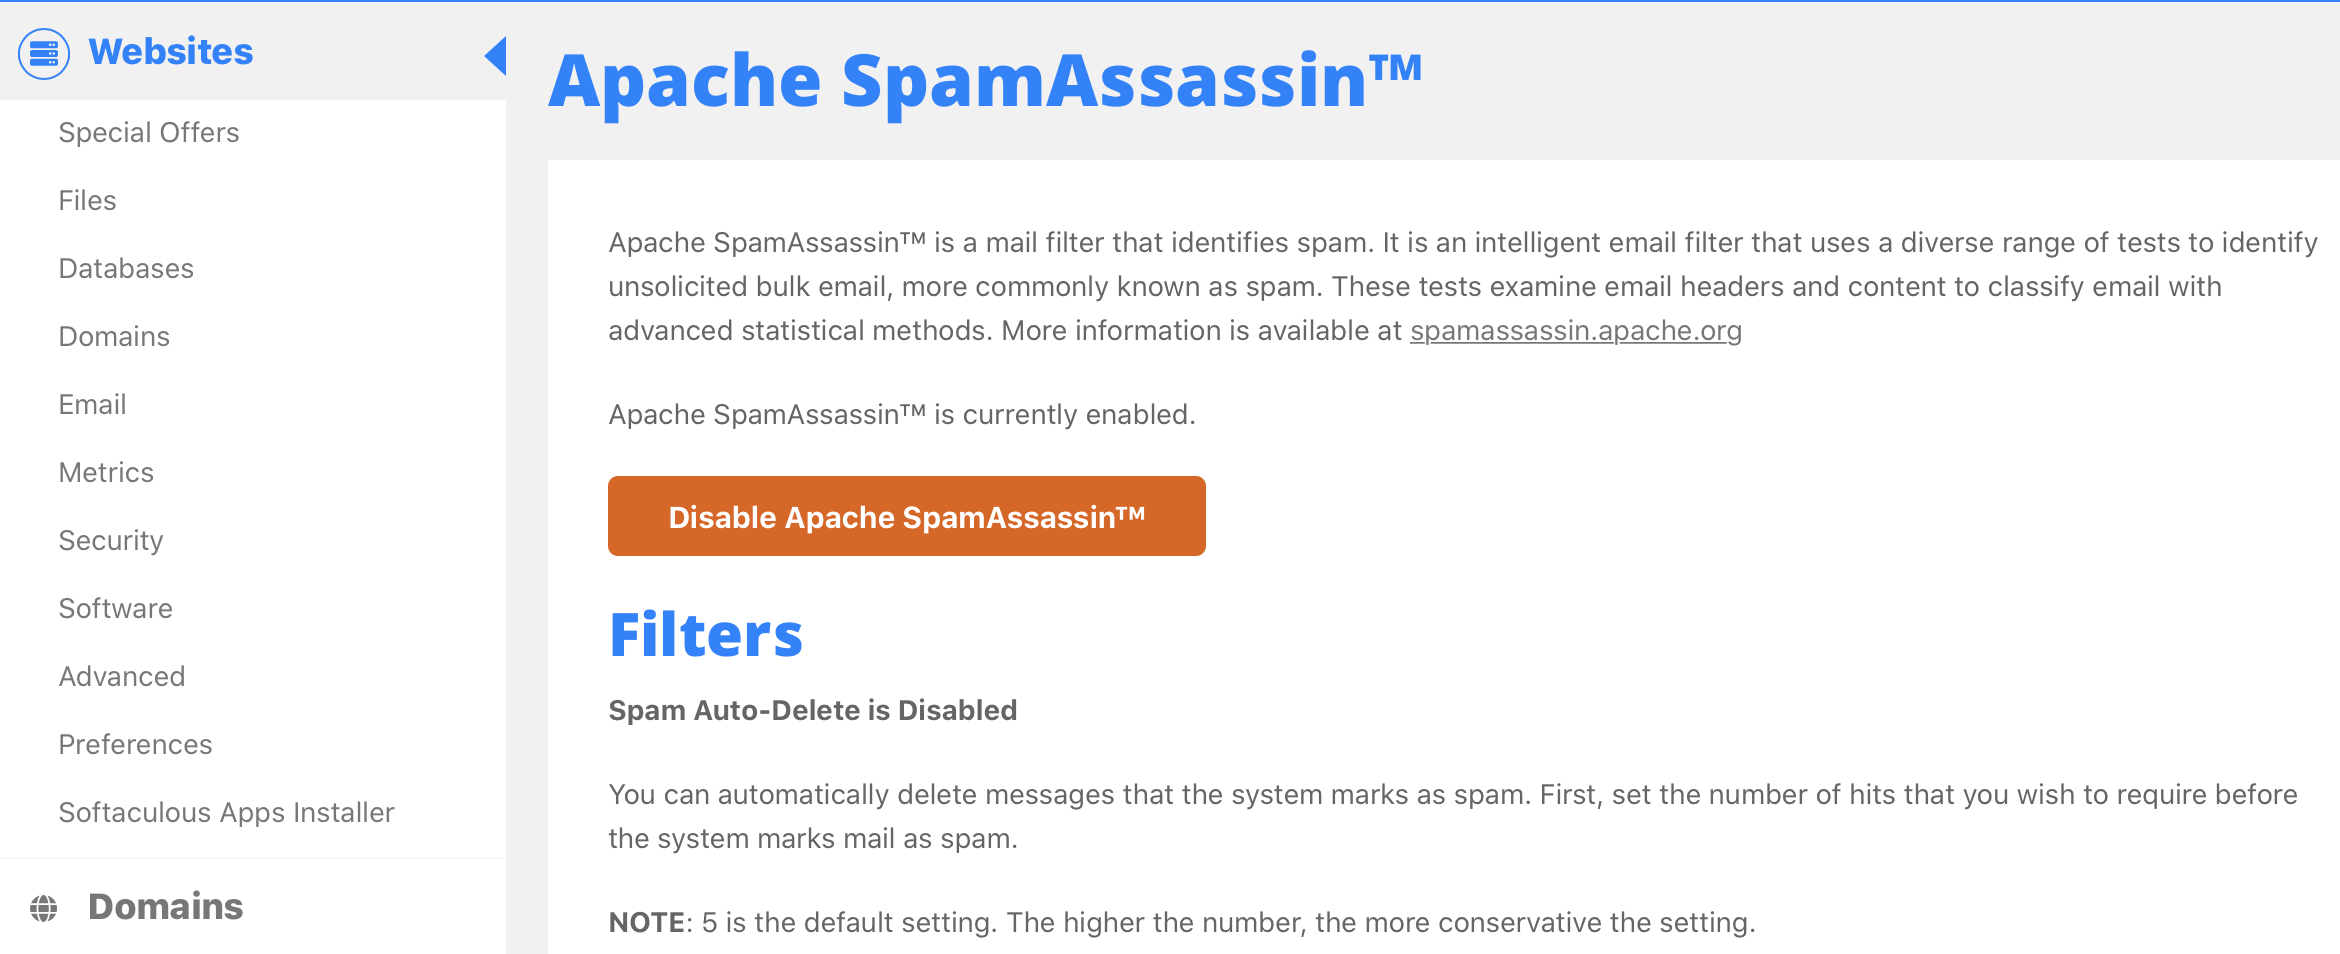 Websites
Special Offers
Files
Databases
Domains
Email
Metrics
Security
Software
Advanced
Preferences
Softaculous Apps Installer
Domains
Apache SpamAssassin™
Apache SpamAssassin™ is a mail filter that identifies spam. It is an intelligent email filter that uses a diverse range of tests to identify
unsolicited bulk email, more commonly known as spam. These tests examine email headers and content to classify email with
advanced statistical methods. More information is available at spamassassin.apache.org
Apache SpamAssassin™ is currently enabled.
Disable Apache SpamAssassin™
Filters
Spam Auto-Delete is Disabled
You can automatically delete messages that the system marks as spam. First, set the number of hits that you wish to require before
the system marks mail as spam.
NOTE: 5 is the default setting. The higher the number, the more conservative the setting.